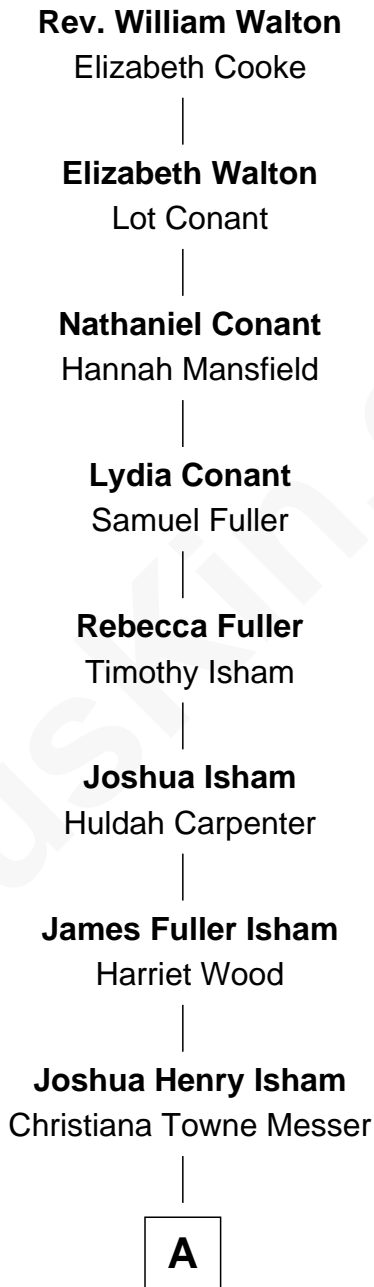 Rev. William Walton
Elizabeth Cooke
Elizabeth Walton
Lot Conant
Nathaniel Conant
Hannah Mansfield
Lydia Conant
Samuel Fuller
Rebecca Fuller
Timothy Isham
Joshua Isham
Huldah Carpenter
James Fuller Isham
Harriet Wood
Joshua Henry Isham
Christiana Towne Messer
A